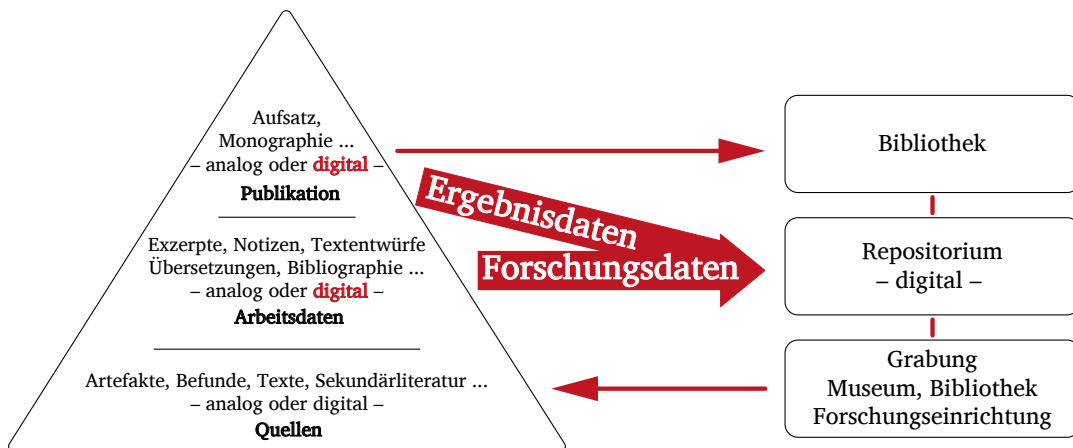 Aufsatz,
Monographie ...
– analog oder digital –
Publikation
Exzerpte, Notizen, Textentwürfe
Übersetzungen, Bibliographie ...
– analog oder digital –
Arbeitsdaten
Artefakte, Befunde, Texte, Sekundärliteratur ...
– analog oder digital –
Quellen
Ergebnisdaten
Forschungsdaten
Bibliothek
Repositorium
– digital –
Grabung
Museum, Bibliothek
Forschungseinrichtung